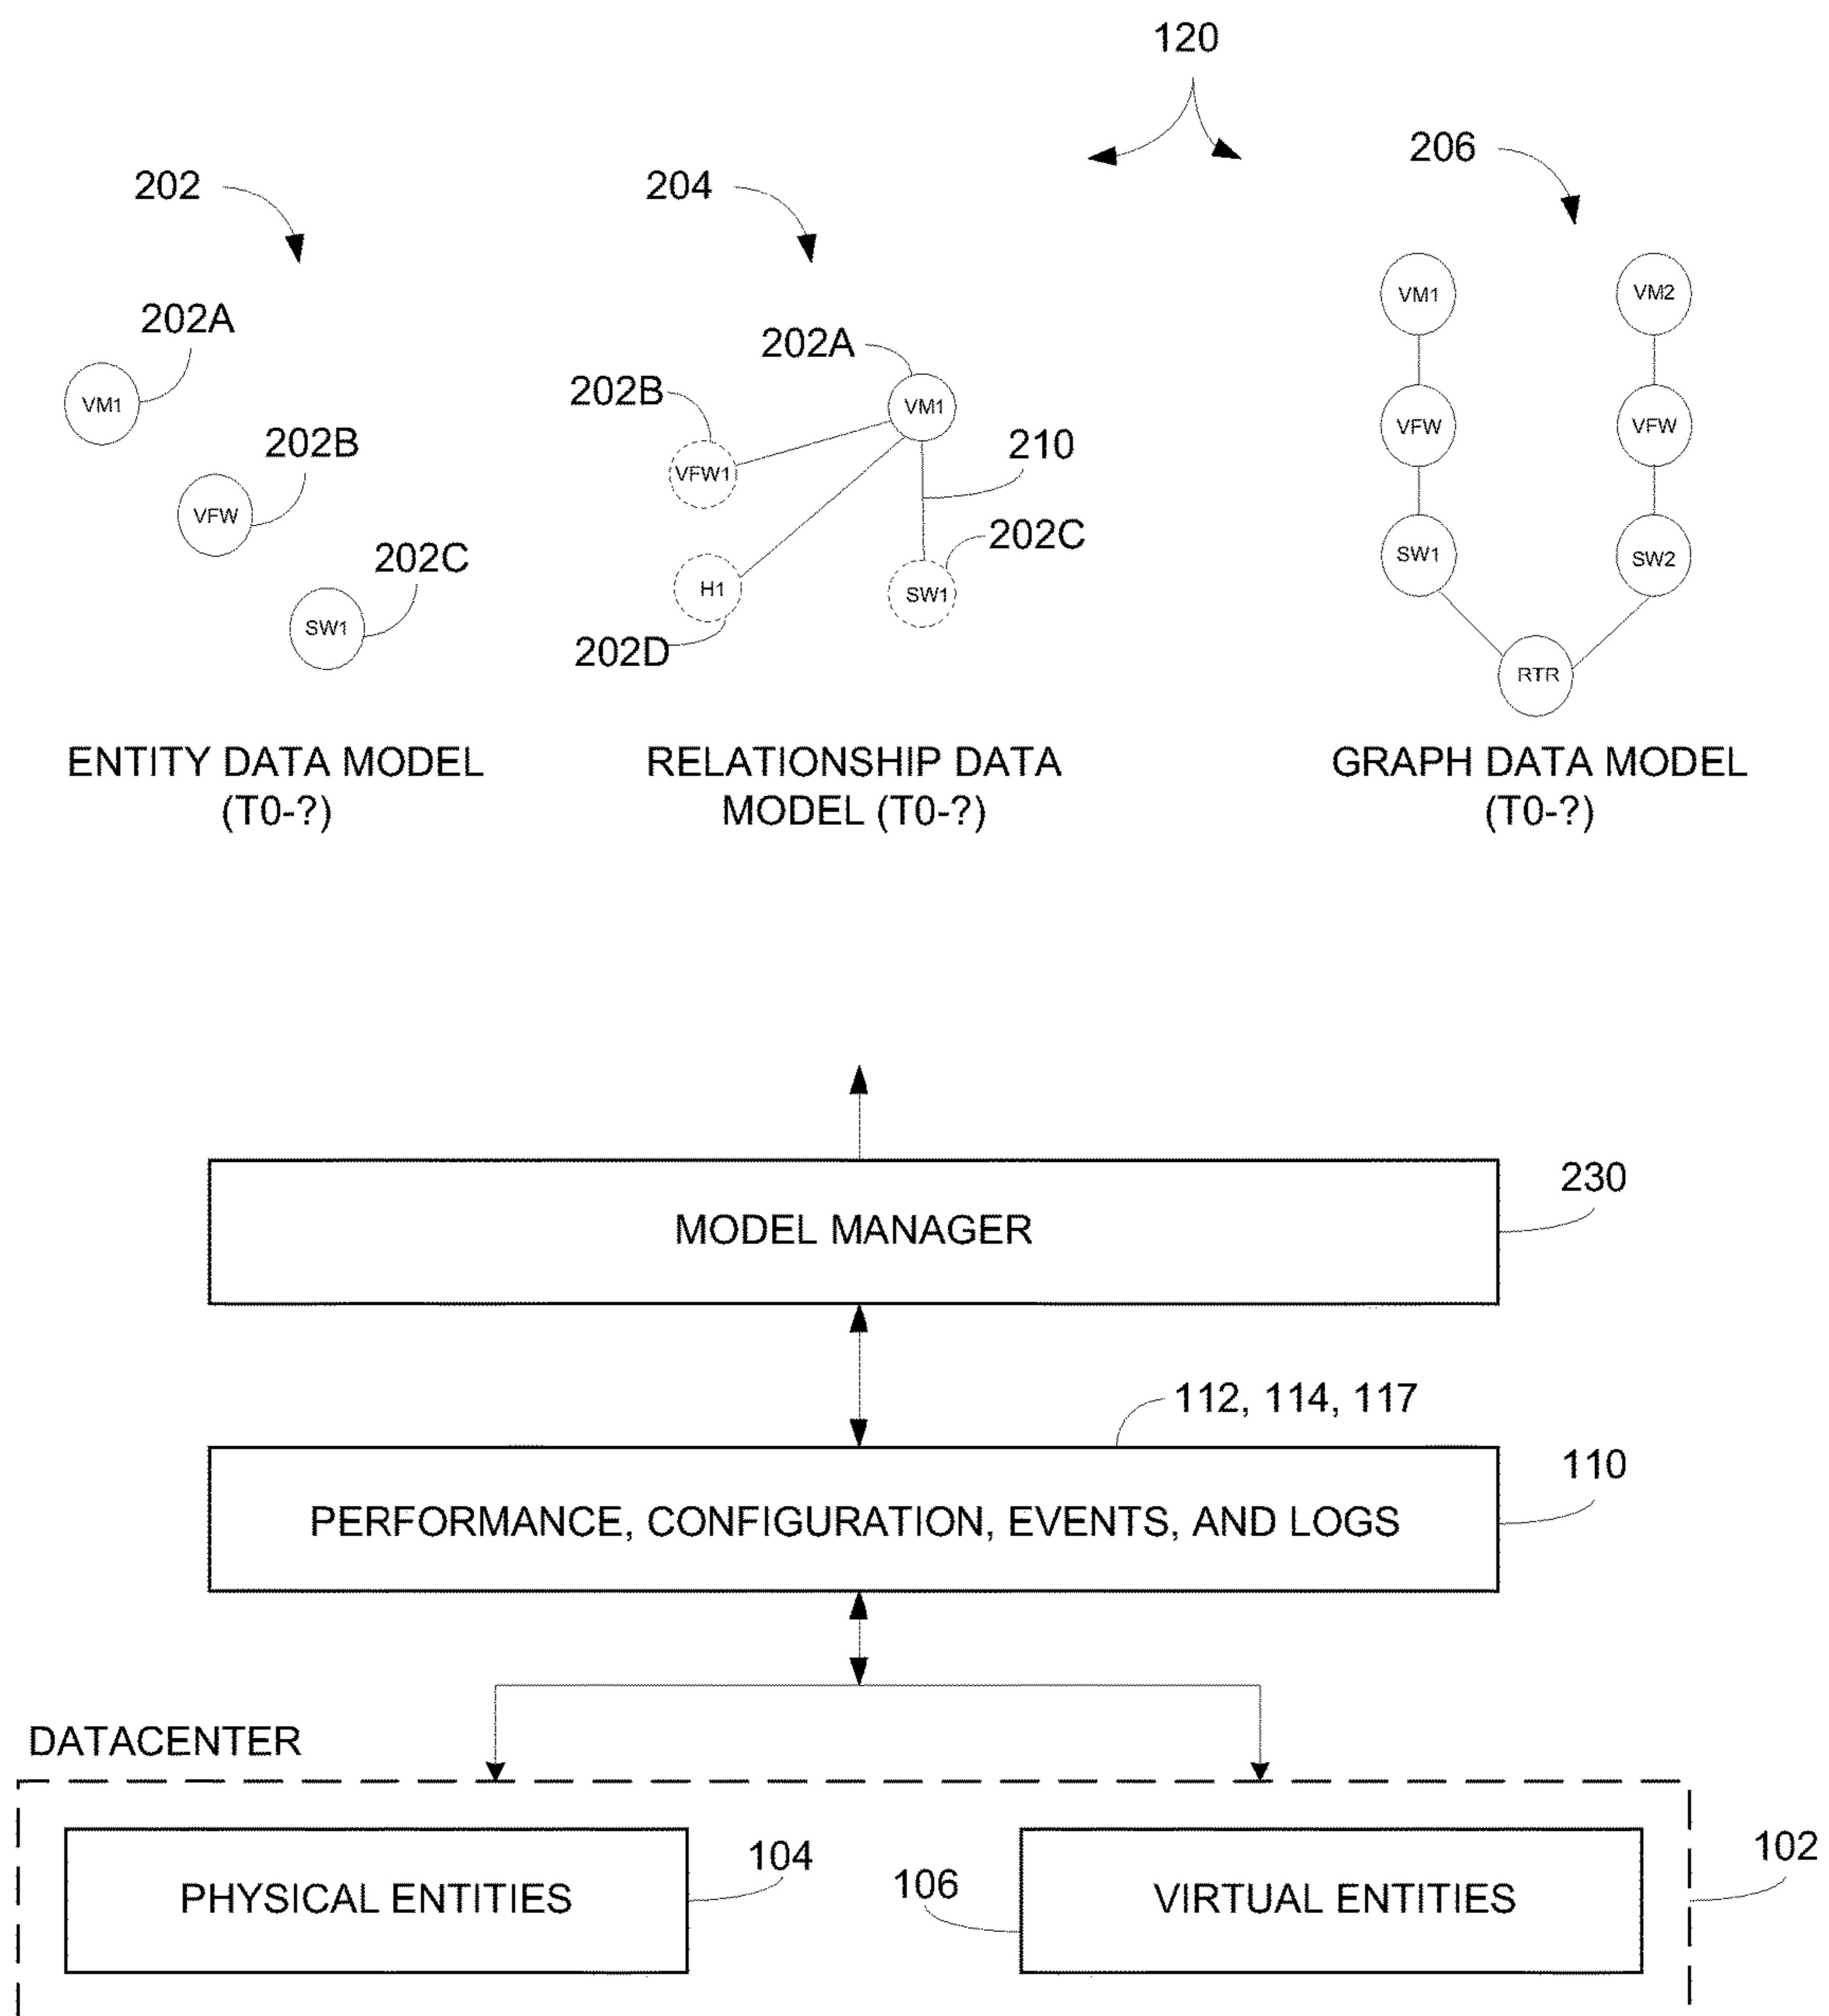 120
206
202
204
202A
VM1
202B
VFW
202C
SW1
202A
202B
VM1
VFW1
210
202C
H1
SW1
202D
VM1
VM2
VFW
VFW
SW1
SW2
RTR
ENTITY DATA MODEL
(T0-?)
RELATIONSHIP DATA
MODEL (T0-?)
GRAPH DATA MODEL
(T0-?)
MODEL MANAGER
230
112, 114, 117
PERFORMANCE, CONFIGURATION, EVENTS, AND LOGS
110
DATACENTER
PHYSICAL ENTITIES
104
106
VIRTUAL ENTITIES
102